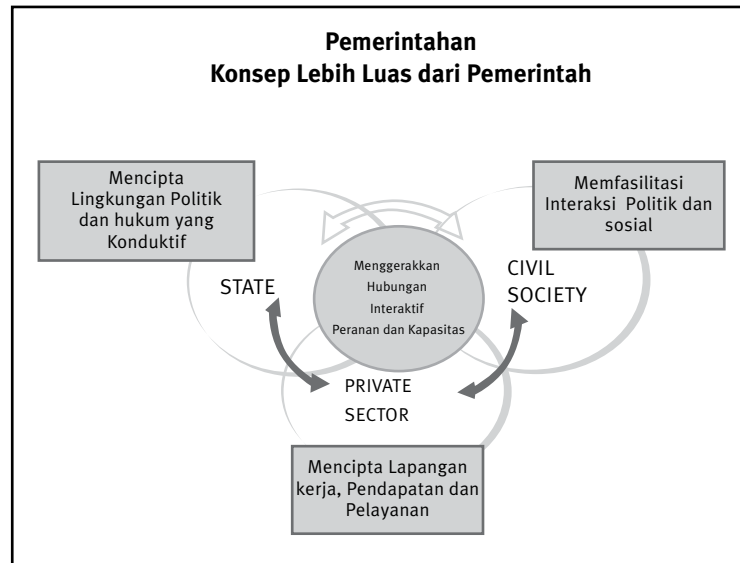 Pemerintahan
Konsep Lebih Luas dari Pemerintah
Mencipta
Lingkungan Politik
dan hukum yang
Konduktif
Memfasilitasi
Interaksi Politik dan
sosial
STATE
Menggerakkan
Hubungan
Interaktif
Peranan dan Kapasitas
CIVIL
SOCIETY
PRIVATE
SECTOR
Mencipta Lapangan
kerja, Pendapatan dan
Pelayanan